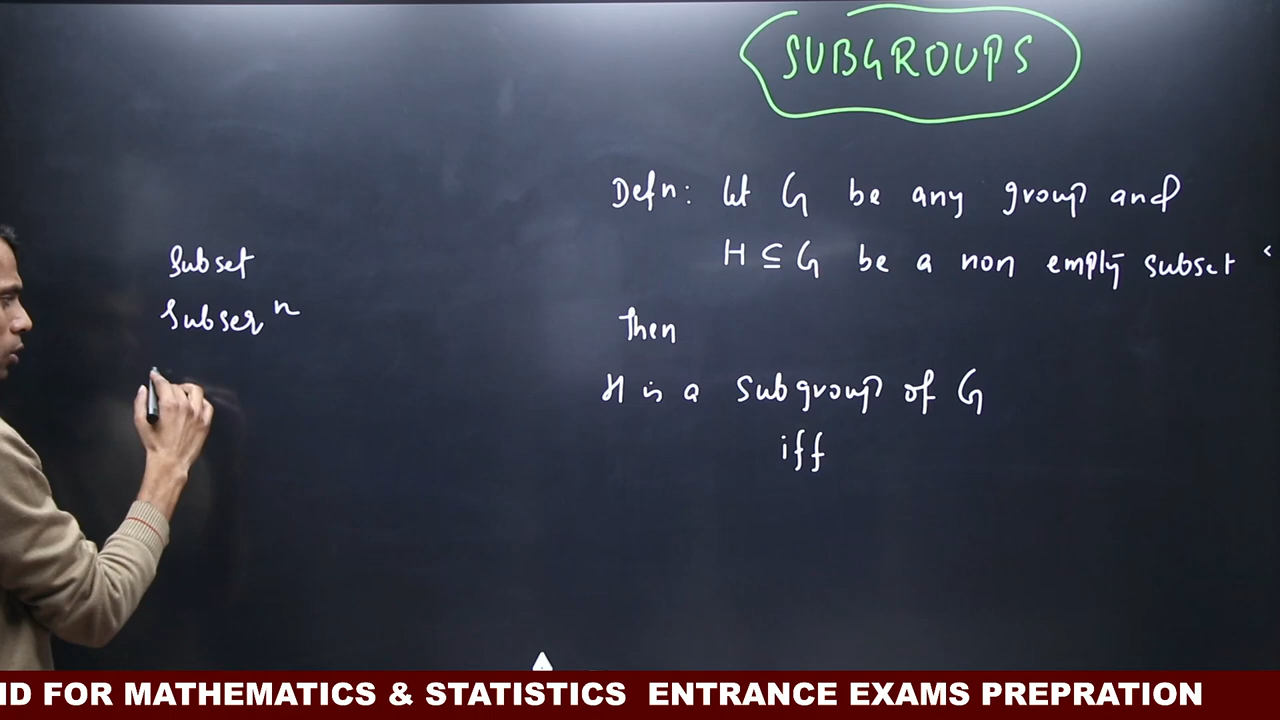 SUBGROUPS
Defn: Let G be any group and
H ⊆ G be a non empty subset
Then
H is a subgroup of G
iff
Subset
Subseqⁿ
ID FOR MATHEMATICS & STATISTICS ENTRANCE EXAMS PREPRATION